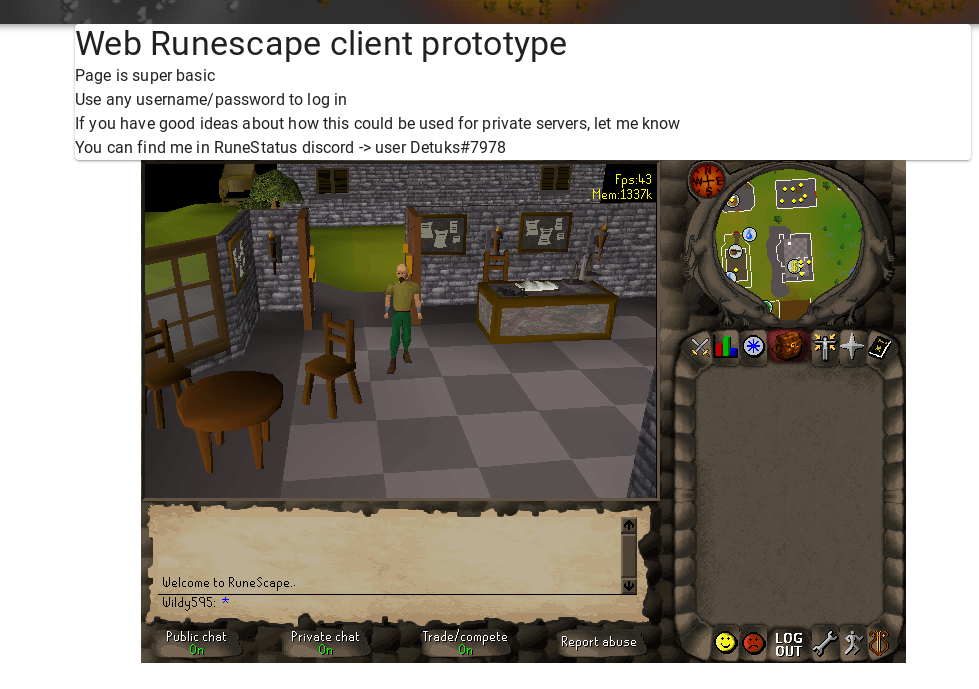 Web Runescape client prototype
Page is super basic
Use any username/password to log in
If you have good ideas about how this could be used for private servers, let me know
You can find me in RuneStatus discord -> user Detuks#7978
Fps:43
Mem:1337k
N
W E
S
Welcome to RuneScape.
Wildy595: *
Public chat
On
Private chat
On
Trade/compete
On
Report abuse
LOG
OUT